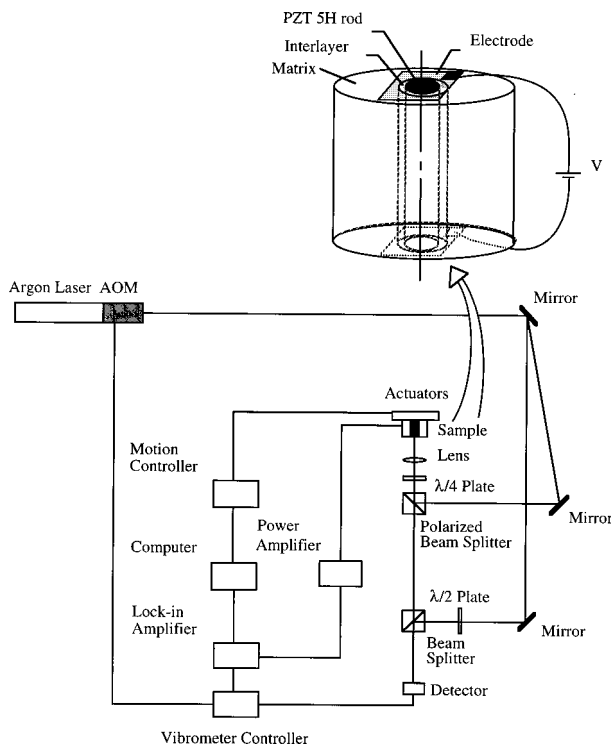 PZT 5H rod
Interlayer
Electrode
Matrix
V
Argon Laser AOM
Mirror
Actuators
Sample
Lens
Motion
Controller
λ/4 Plate
Power
Amplifier
Polarized
Beam Splitter
Mirror
Computer
λ/2 Plate
Lock-in
Amplifier
Beam
Splitter
Mirror
Detector
Vibrometer Controller